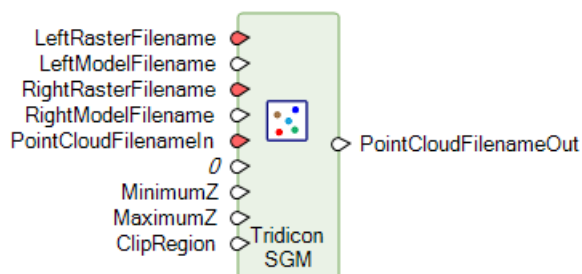 LeftRasterFilename
LeftModelFilename
RightRasterFilename
RightModelFilename
PointCloudFilenameIn
0
MinimumZ
MaximumZ
ClipRegion
PointCloudFilenameOut
Tridicon
SGM